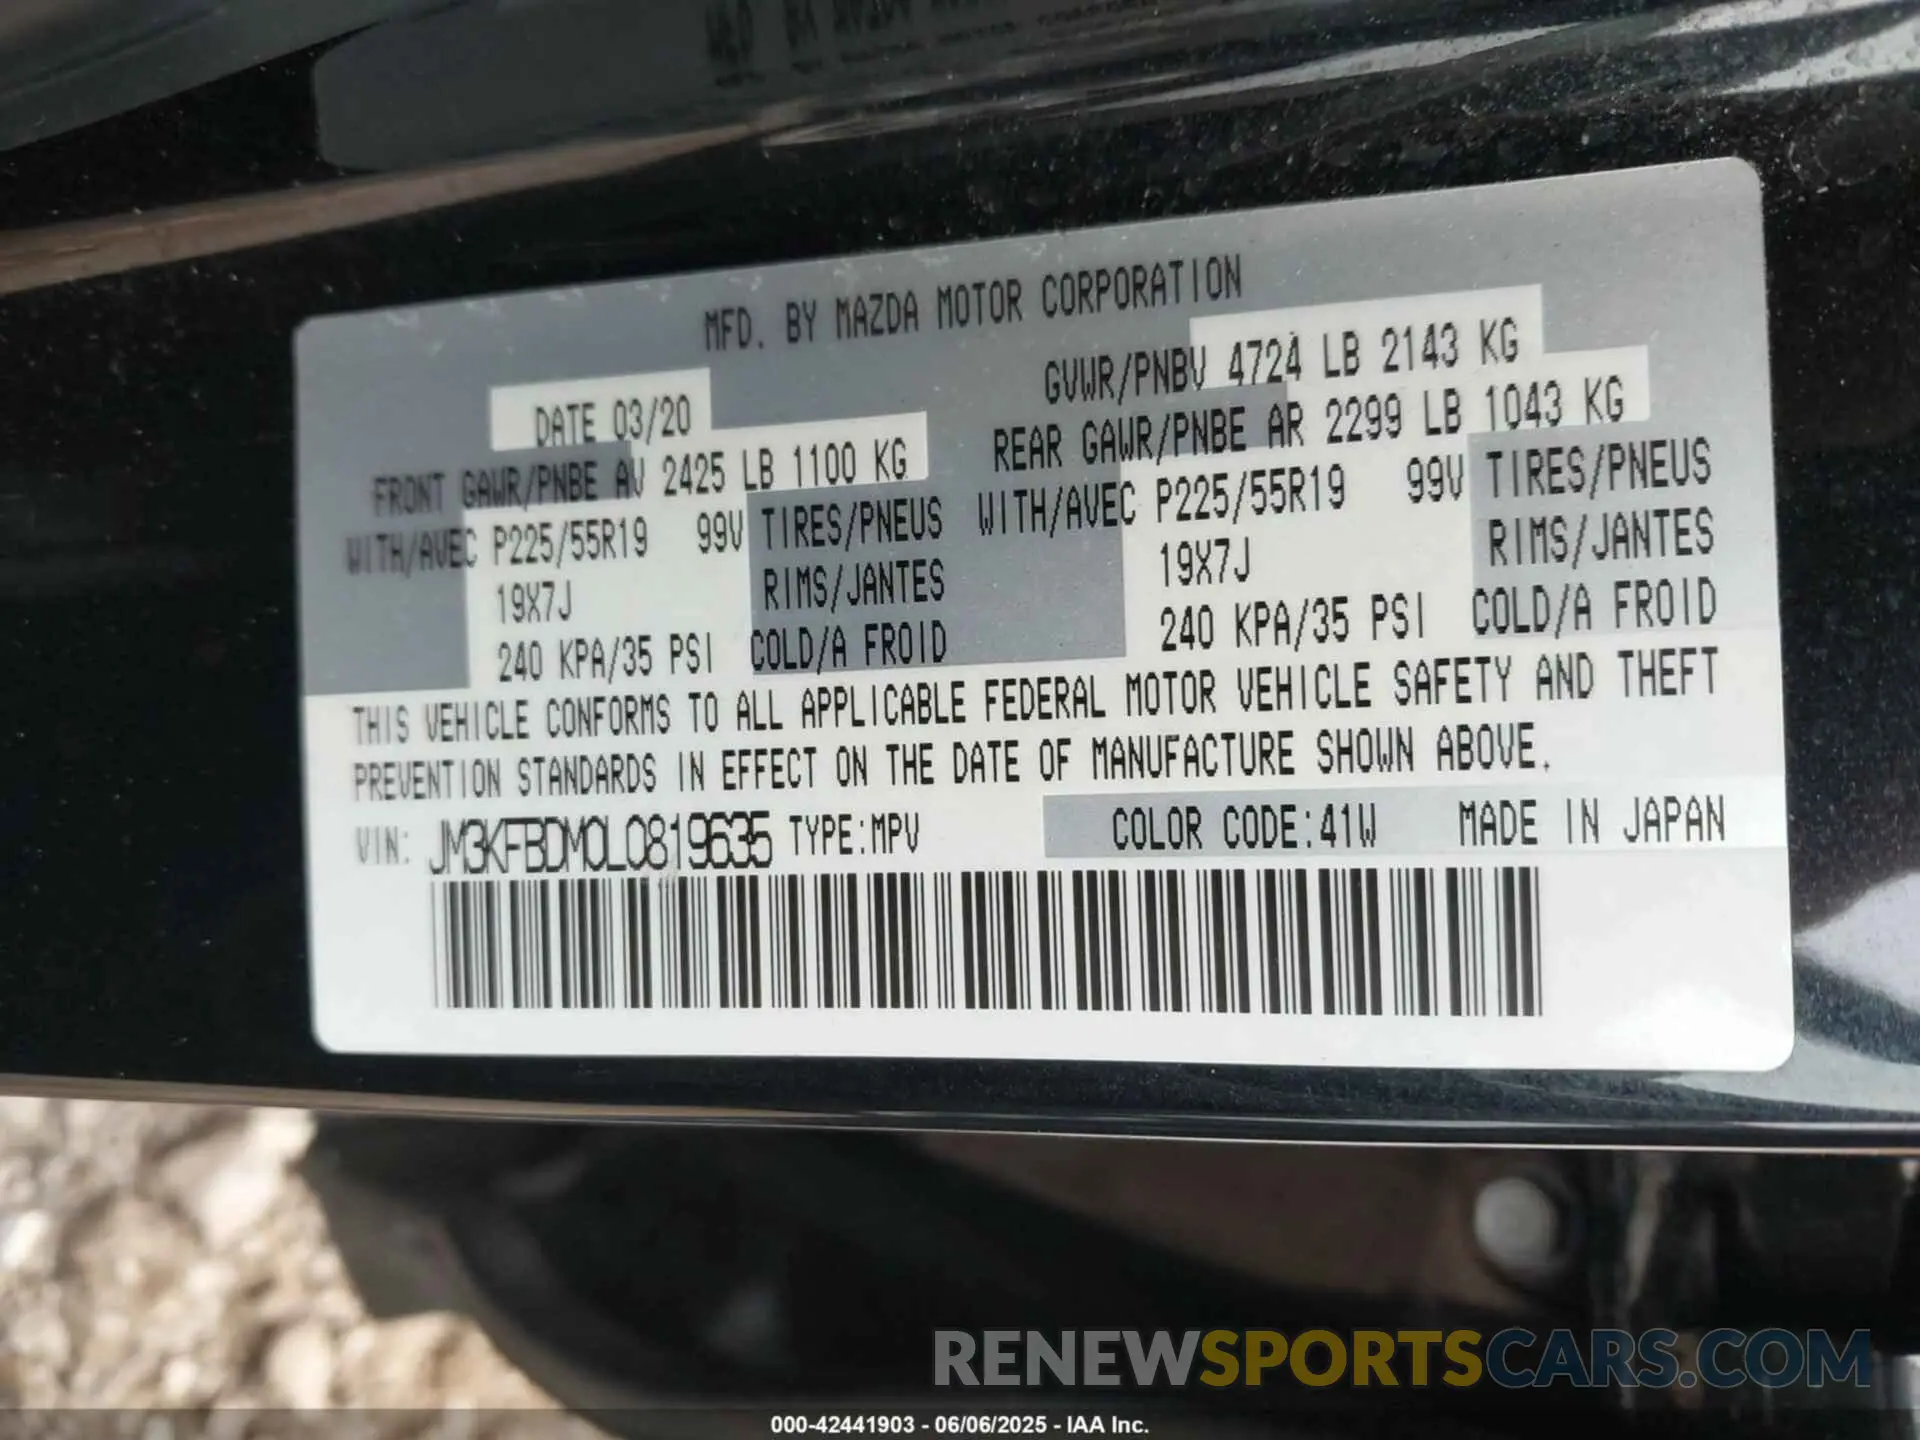 MFD. BY MAZDA MOTOR CORPORATION
DATE 03/20
GVWR/PNBV 4724 LB 2143 KG
FRONT GAWR/PNBE AV 2425 LB 1100 KG
REAR GAWR/PNBE AR 2299 LB 1043 KG
WITH/AVEC P225/55R19 99V TIRES/PNEUS
WITH/AVEC P225/55R19 99V TIRES/PNEUS
19X7J RIMS/JANTES
19X7J RIMS/JANTES
240 KPA/35 PSI COLD/A FROID
240 KPA/35 PSI COLD/A FROID
THIS VEHICLE CONFORMS TO ALL APPLICABLE FEDERAL MOTOR VEHICLE SAFETY AND THEFT
PREVENTION STANDARDS IN EFFECT ON THE DATE OF MANUFACTURE SHOWN ABOVE.
VIN: JM3KFBDM0L0819635 TYPE:MPV COLOR CODE:41W MADE IN JAPAN
RENEWSPORTSCARS.COM
000-42441903 - 06/06/2025 - IAA Inc.